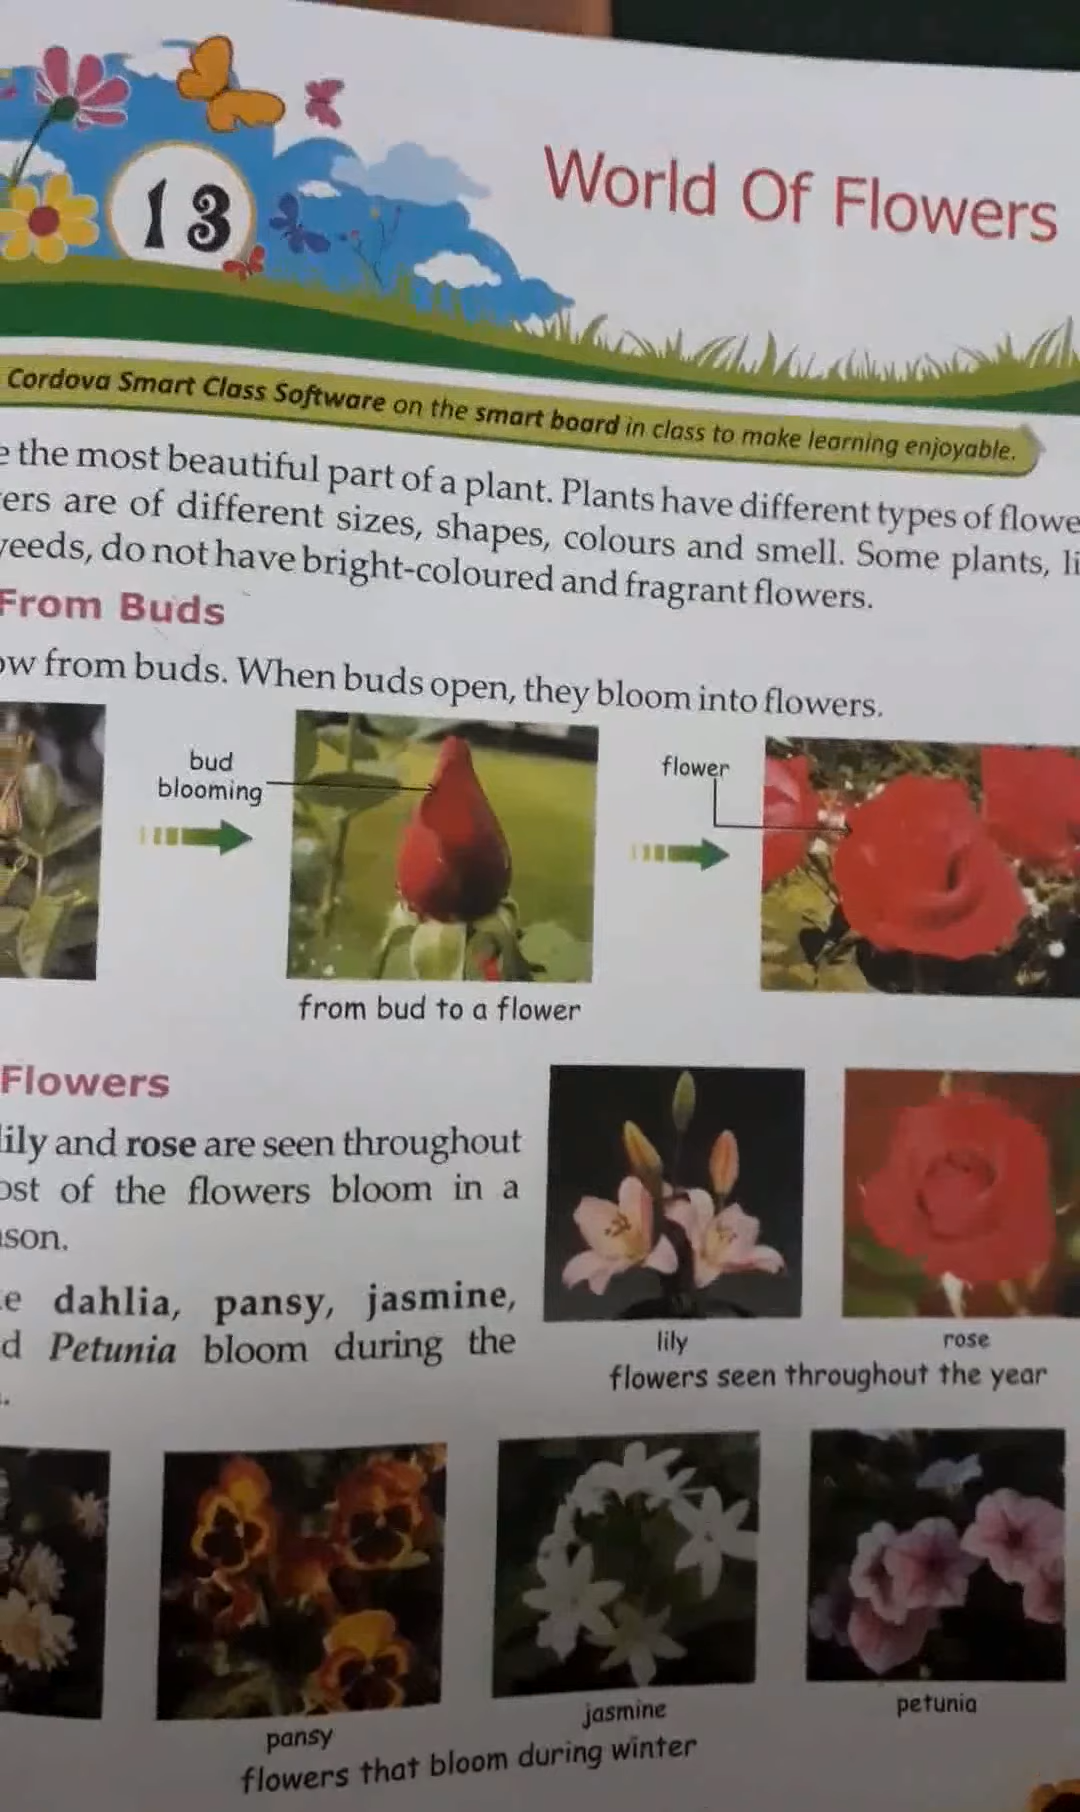 13
World Of Flowers
Cordova Smart Class Software on the smart board in class to make learning enjoyable.
the most beautiful part of a plant. Plants have different types of
are of different sizes, shapes, colours and smell. Some plants,
do not have bright-coloured and fragrant flowers.
From Buds
from buds. When buds open, they bloom into flowers.
bud
blooming
flower
from bud to a flower
Flowers
lily and rose are seen throughout
of the flowers bloom in a
dahlia, pansy, jasmine,
Petunia bloom during the
lily
rose
flowers seen throughout the year
pansy
jasmine
petunia
flowers that bloom during winter